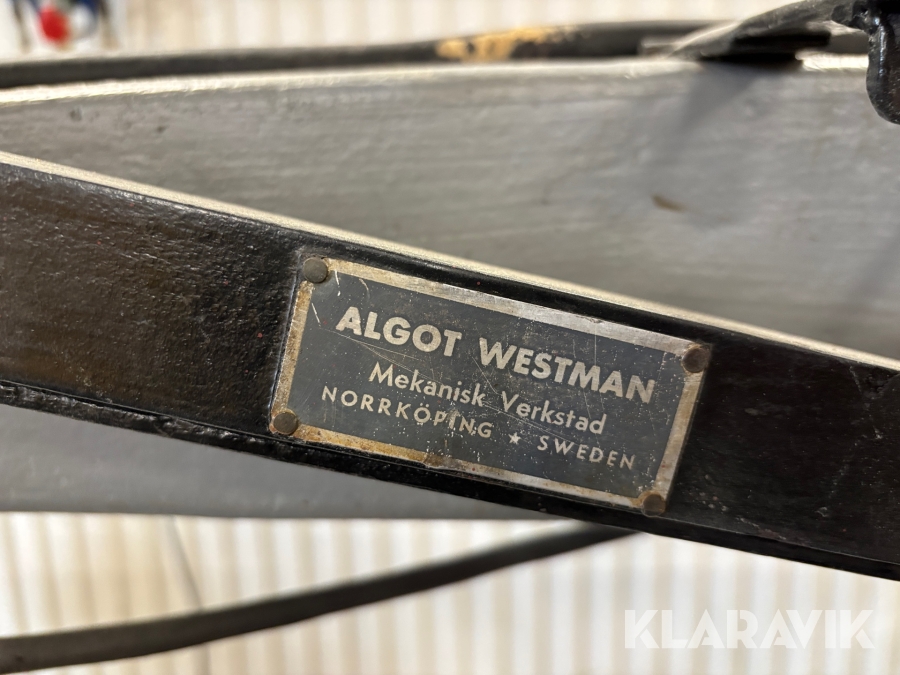 ALGOT WESTMAN
Mekanisk Verkstad
NORRKÖPING ★ SWEDEN
KLARAVIK